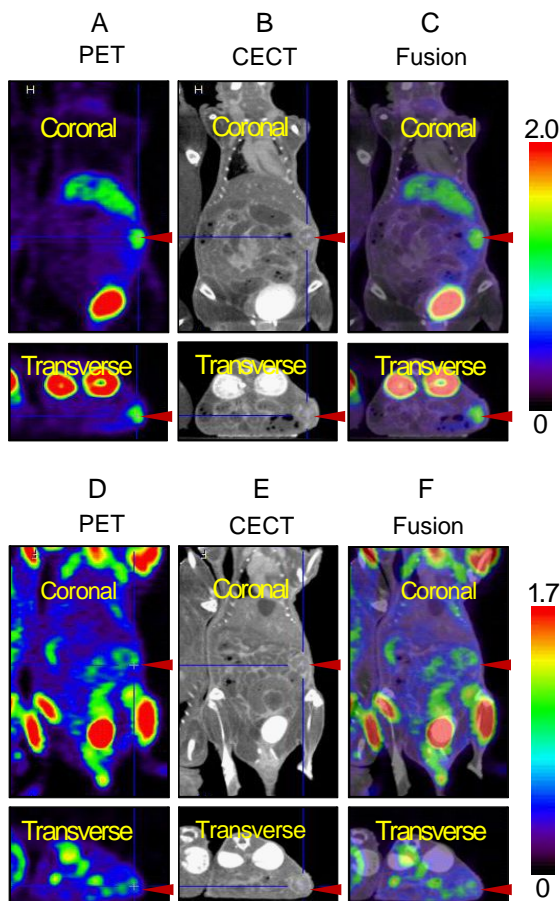 A B C
PET CECT Fusion
H H
Coronal Coronal Coronal
2.0
Transverse Transverse Transverse
0
D E F
PET CECT Fusion
H H
Coronal Coronal Coronal
1.7
Transverse Transverse Transverse
0